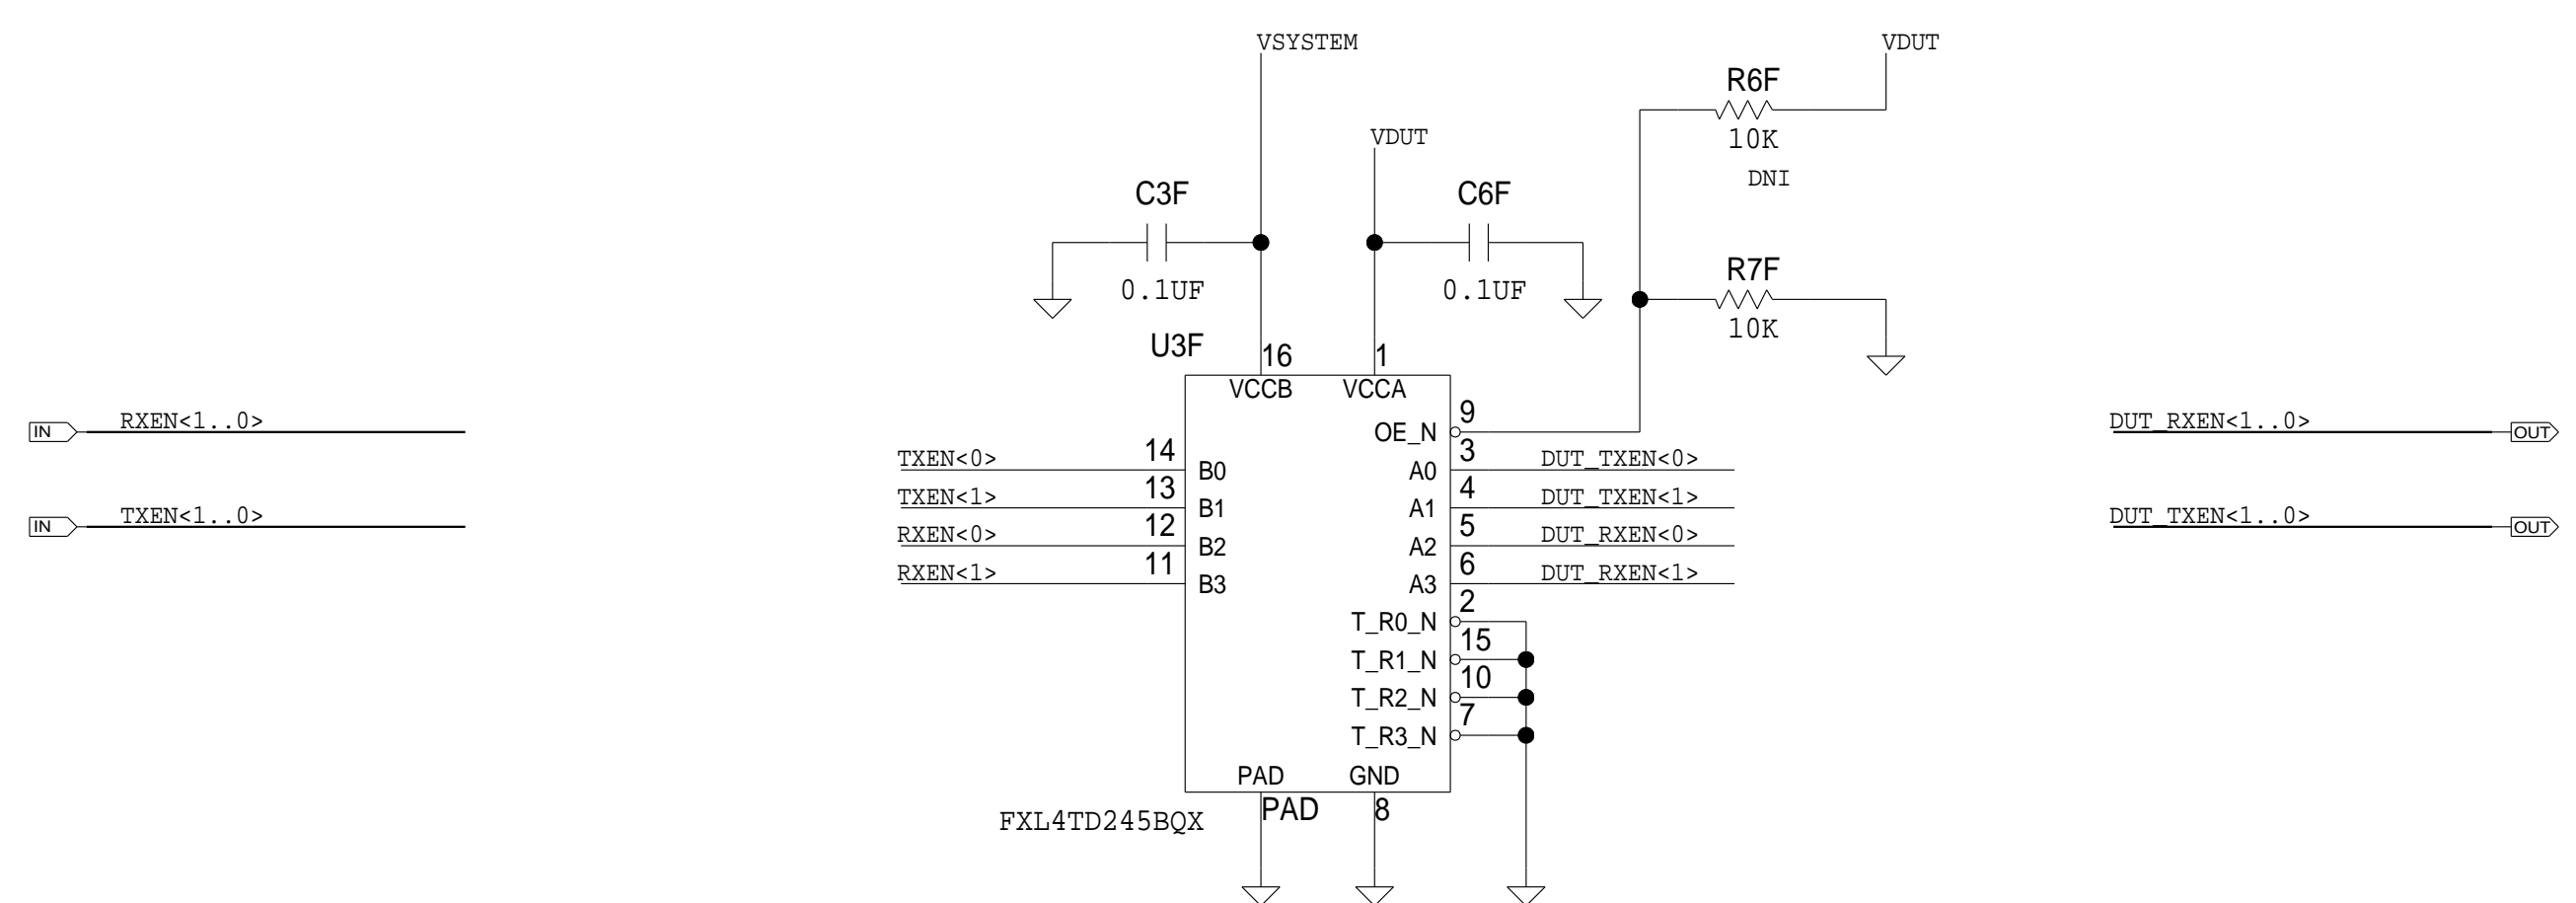 VSYSTEM
VDUT
R6F
10K
DNI
VDUT
C3F
C6F
0.1UF
0.1UF
R7F
10K
U3F
16
1
VCCB
VCCA
9
OE_N
IN
RXEN<1..0>
DUT_RXEN<1..0>
OUT
TXEN<0>
14
B0
3
A0
DUT_TXEN<0>
TXEN<1>
13
B1
4
A1
DUT_TXEN<1>
IN
TXEN<1..0>
DUT_TXEN<1..0>
OUT
RXEN<0>
12
B2
5
A2
DUT_RXEN<0>
RXEN<1>
11
B3
6
A3
DUT_RXEN<1>
2
T_R0_N
15
T_R1_N
10
T_R2_N
7
T_R3_N
PAD
GND
PAD
8
FXL4TD245BQX